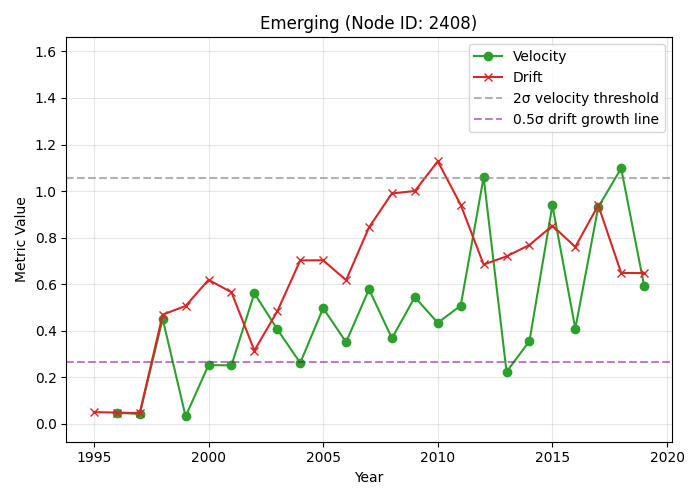 Emerging (Node ID: 2408)
Velocity
Drift
2σ velocity threshold
0.5σ drift growth line
Metric Value
1.6
1.4
1.2
1.0
0.8
0.6
0.4
0.2
0.0
1995 2000 2005 2010 2015 2020
Year